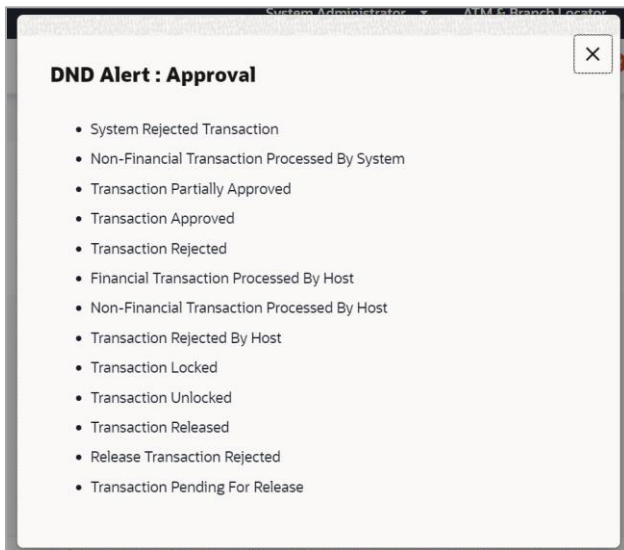 System Administrator ATM & Branch Locator
DND Alert : Approval
System Rejected Transaction
Non-Financial Transaction Processed By System
Transaction Partially Approved
Transaction Approved
Transaction Rejected
Financial Transaction Processed By Host
Non-Financial Transaction Processed By Host
Transaction Rejected By Host
Transaction Locked
Transaction Unlocked
Transaction Released
Release Transaction Rejected
Transaction Pending For Release